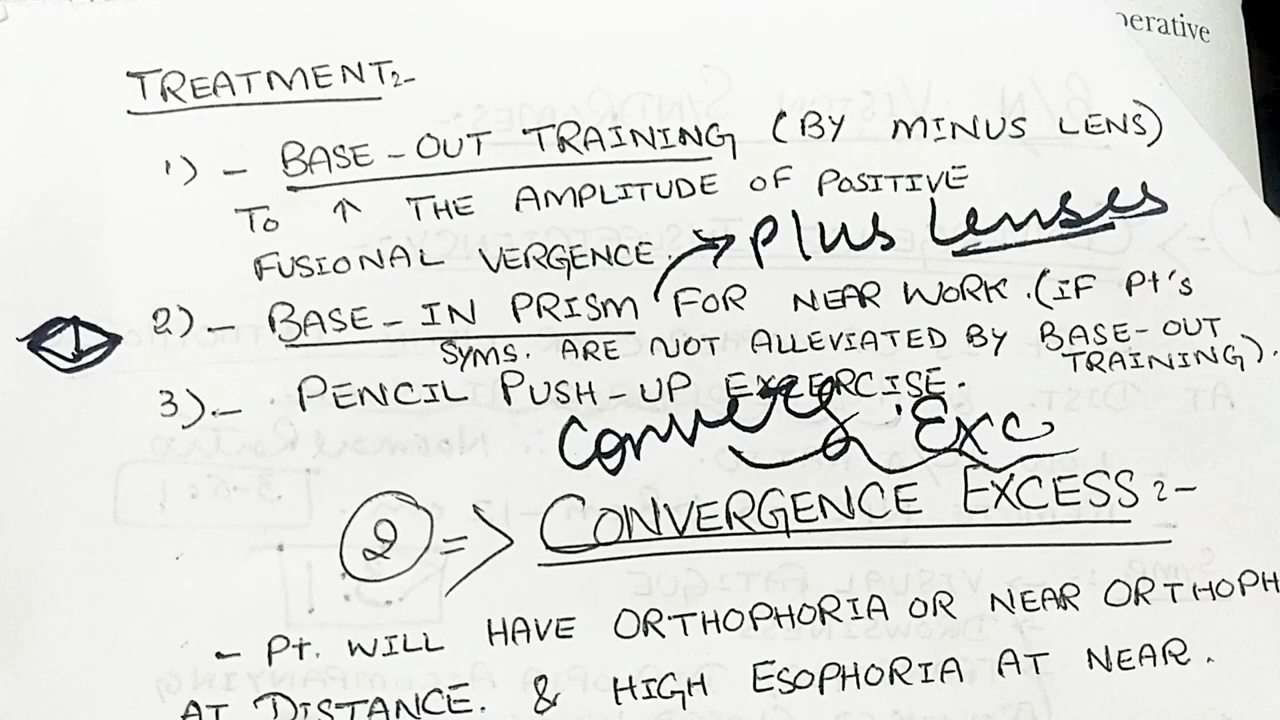 perative
TREATMENT:-
1) - BASE-OUT TRAINING (BY MINUS LENS)
TO ↑ THE AMPLITUDE OF POSITIVE
FUSIONAL VERGENCE. → Plus Lenses
2) - BASE-IN PRISM FOR NEAR WORK. (IF Pt's
SYMS. ARE NOT ALLEVIATED BY BASE-OUT
TRAINING).
3) - PENCIL PUSH-UP EXERCISE.
Exc
2 => CONVERGENCE EXCESS:-
- Pt. WILL HAVE ORTHOPHORIA OR NEAR ORTHOPH
AT DISTANCE. & HIGH ESOPHORIA AT NEAR.